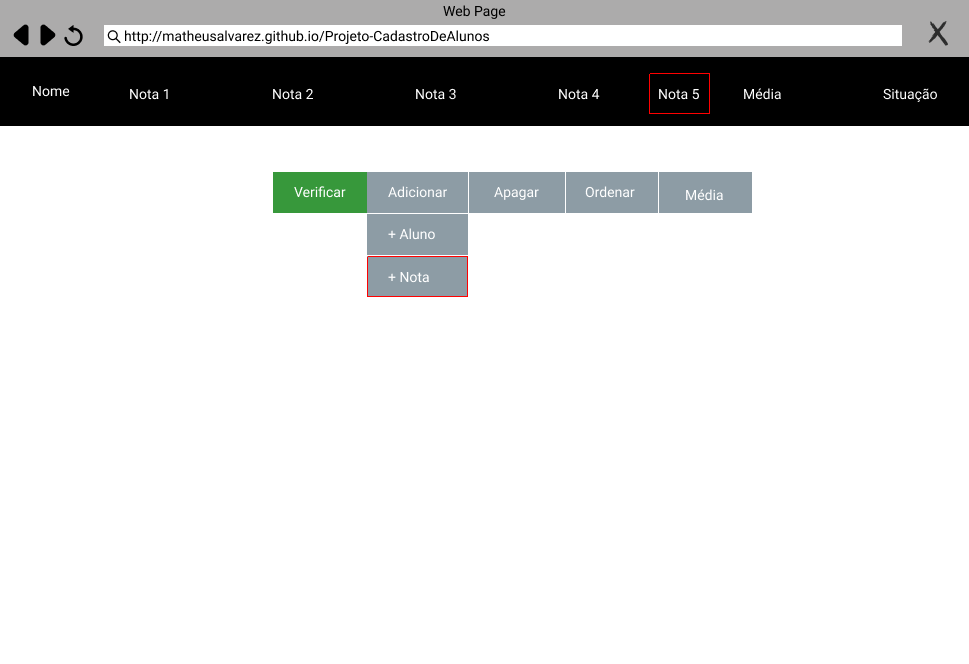 Web Page
http://matheusalvarez.github.io/Projeto-CadastroDeAlunos
Nome Nota 1 Nota 2 Nota 3 Nota 4 Nota 5 Média Situação
Verificar Adicionar Apagar Ordenar Média
+ Aluno
+ Nota